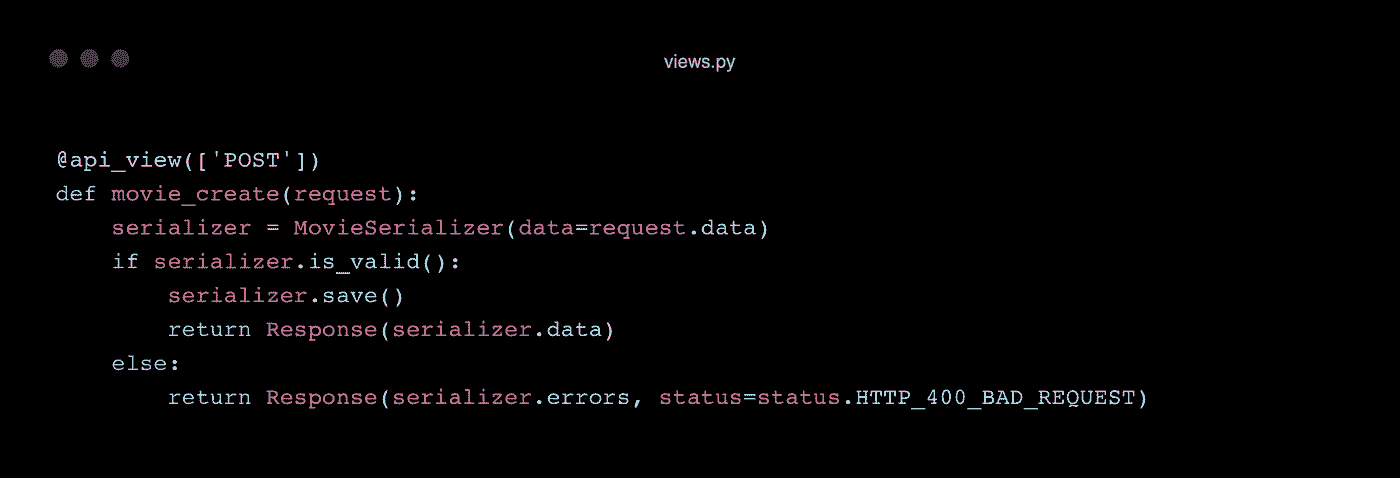 views.py
@api_view(['POST'])
def movie_create(request):
    serializer = MovieSerializer(data=request.data)
    if serializer.is_valid():
        serializer.save()
        return Response(serializer.data)
    else:
        return Response(serializer.errors, status=status.HTTP_400_BAD_REQUEST)